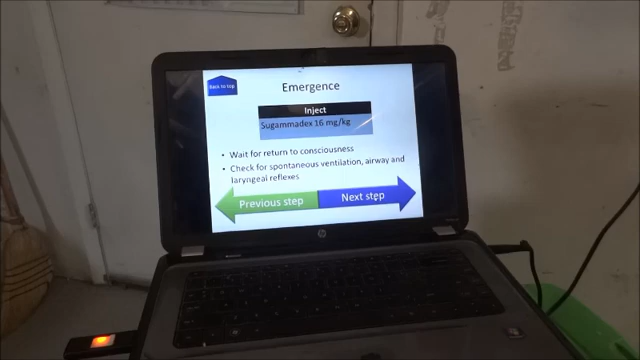 Back to top
Emergence
Inject
Sugammadex 16 mg/kg
• Wait for return to consciousness
• Check for spontaneous ventilation, airway and
laryngeal reflexes
Previous step
Next step
hp